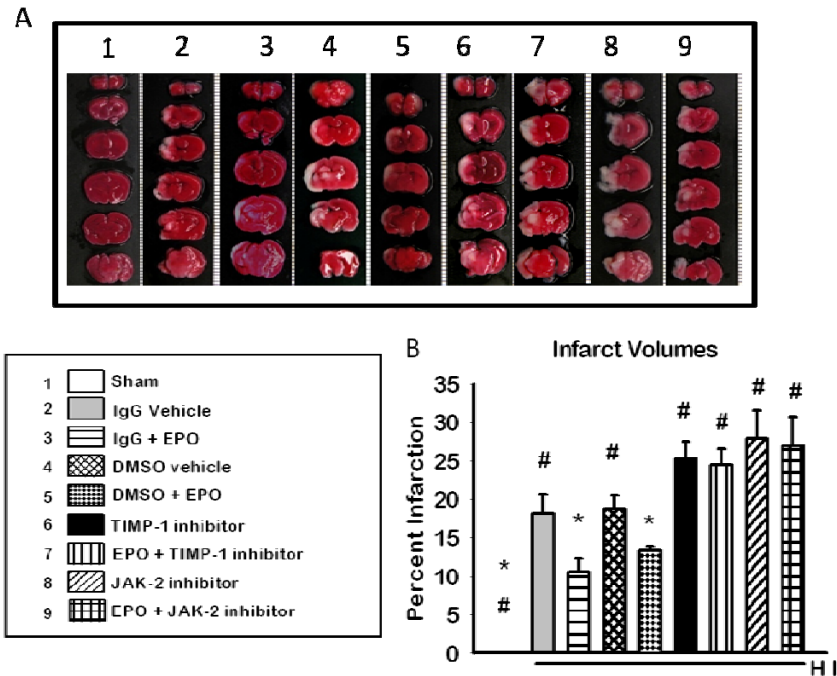 A
1 2 3 4 5 6 7 8 9
1 Sham
2 IgG Vehicle
3 IgG + EPO
4 DMSO vehicle
5 DMSO + EPO
6 TIMP-1 inhibitor
7 EPO + TIMP-1 inhibitor
8 JAK-2 inhibitor
9 EPO + JAK-2 inhibitor
B
Infarct Volumes
Percent Infarction
35
30
25
20
15
10
5
0
* #
#
*
#
*
#
#
#
#
H I